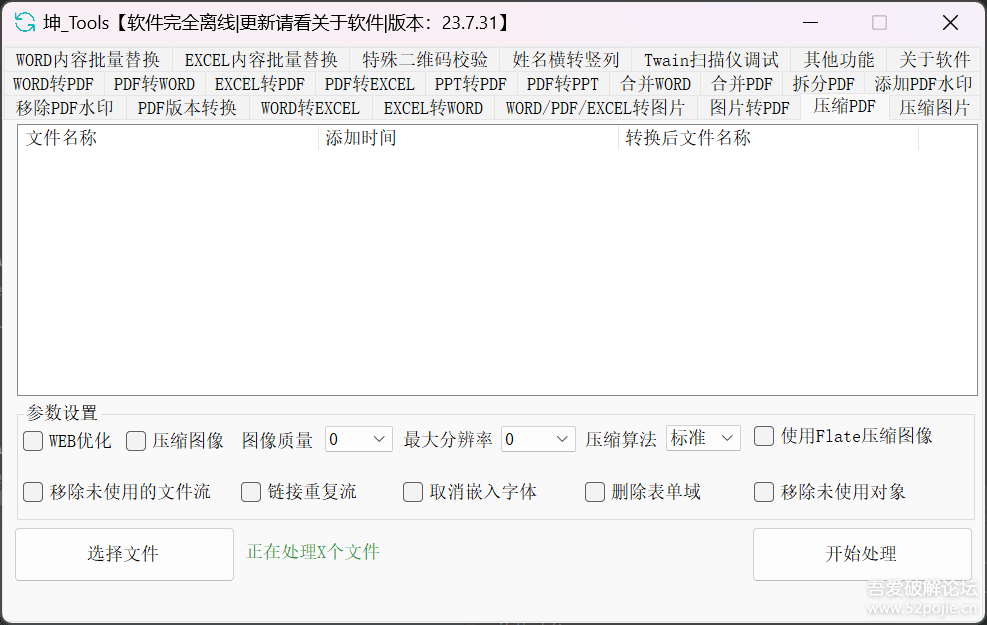 坤_Tools【软件完全离线|更新请看关于软件|版本：23.7.31】
WORD内容批量替换 EXCEL内容批量替换 特殊二维码校验 姓名横转竖列 Twain扫描仪调试 其他功能 关于软件
WORD转PDF PDF转WORD EXCEL转PDF PDF转EXCEL PPT转PDF PDF转PPT 合并WORD 合并PDF 拆分PDF 添加PDF水印
移除PDF水印 PDF版本转换 WORD转EXCEL EXCEL转WORD WORD/PDF/EXCEL转图片 图片转PDF 压缩PDF 压缩图片
文件名称 添加时间 转换后文件名称
参数设置
WEB优化 压缩图像 图像质量 0 最大分辨率 0 压缩算法 标准 使用Flate压缩图像
移除未使用的文件流 链接重复流 取消嵌入字体 删除表单域 移除未使用对象
选择文件 正在处理X个文件 开始处理
吾爱破解论坛
www.52pojie.cn